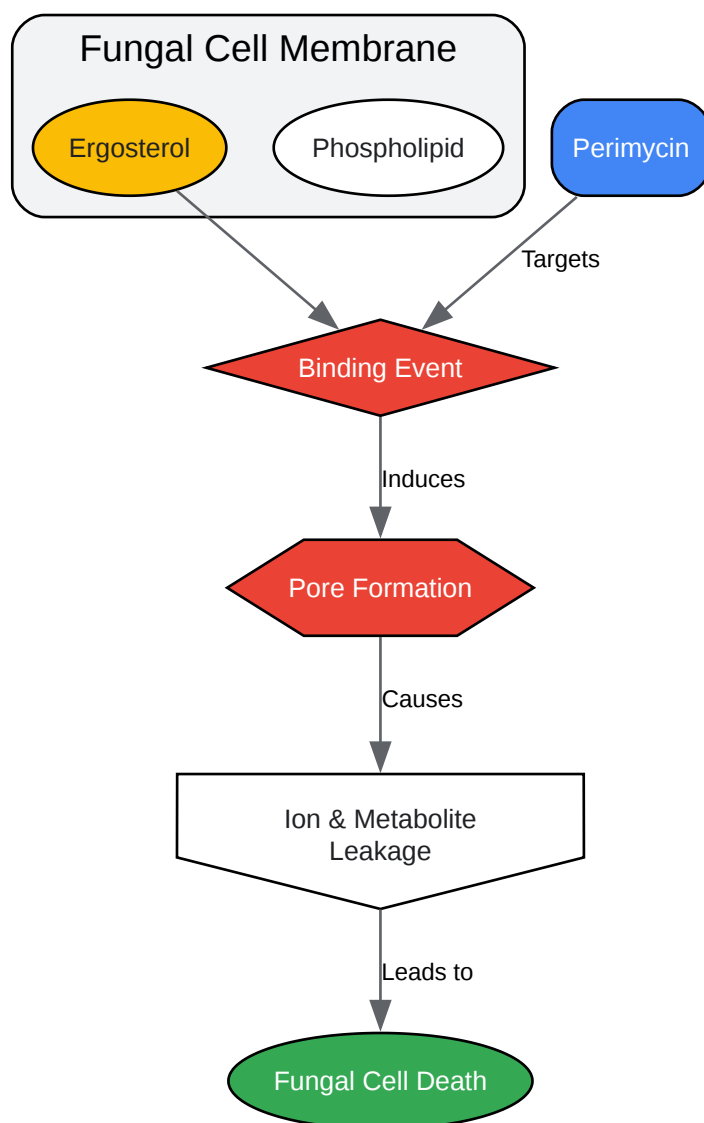 Fungal Cell Membrane
Ergosterol
Phospholipid
Perimycin
Targets
Binding Event
Induces
Pore Formation
Causes
Ion & Metabolite
Leakage
Leads to
Fungal Cell Death